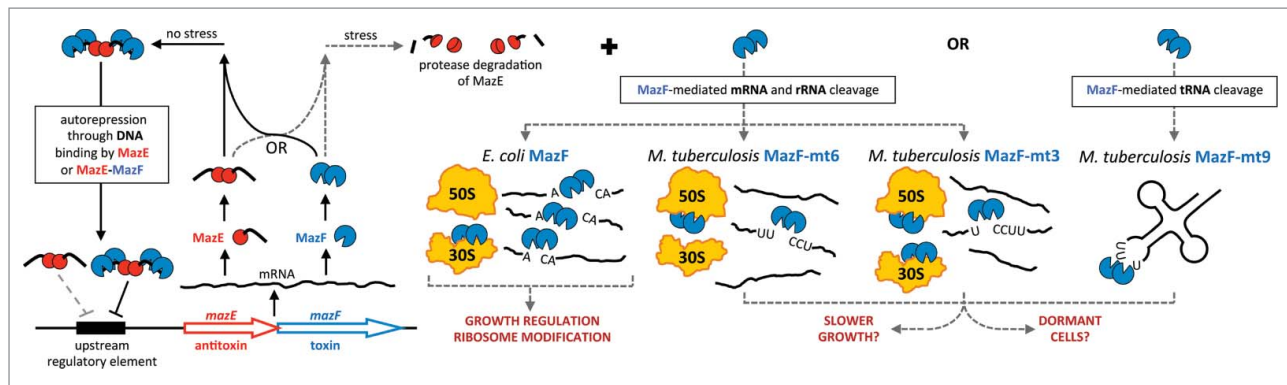 no stress
stress
protease degradation
of MazE
OR
MazF-mediated mRNA and rRNA cleavage
MazF-mediated tRNA cleavage
autorepression
through DNA
binding by MazE
or MazE-MazF
OR
E. coli MazF
M. tuberculosis MazF-mt6
M. tuberculosis MazF-mt3
M. tuberculosis MazF-mt9
50S
A
CA
A
CA
A
CA
30S
50S
UU
CCU
30S
50S
U
CCUU
30S
UUU
MazE
MazF
mRNA
mazE
mazF
antitoxin
toxin
upstream
regulatory element
GROWTH REGULATION
RIBOSOME MODIFICATION
SLOWER
GROWTH?
DORMANT
CELLS?